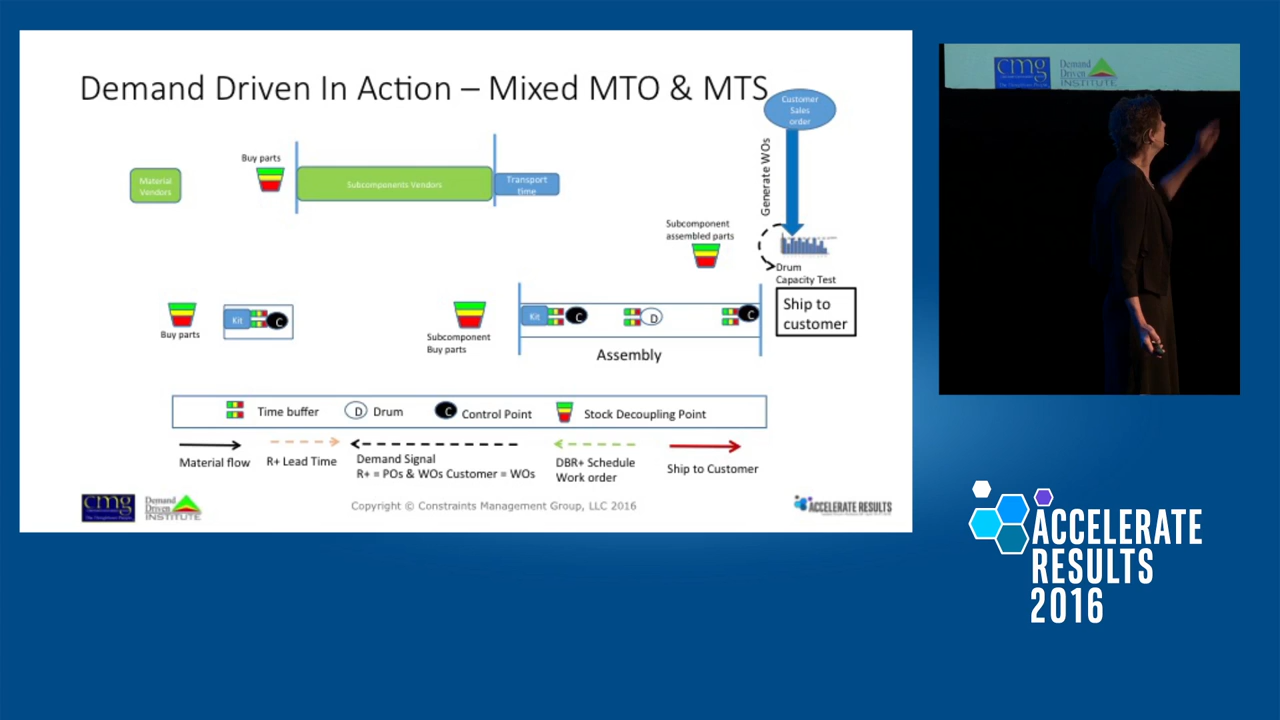 Demand Driven In Action – Mixed MTO & MTS
Customer
Sales
order
Buy parts
Material
Vendors
Subcomponents Vendors
Transport
time
Generate WOs
Subcomponent
assembled parts
Drum
Capacity Test
Ship to
customer
Buy parts
Kit
C
Subcomponent
Buy parts
Kit
C
D
C
Assembly
Time buffer
D
Drum
C
Control Point
Stock Decoupling Point
Material flow
R+ Lead Time
Demand Signal
R+ = POs & WOs Customer = WOs
DBR+ Schedule
Work order
Ship to Customer
cmg
Demand
Driven
INSTITUTE
Copyright © Constraints Management Group, LLC 2016
ACCELERATE RESULTS
cmg
Demand
Driven
INSTITUTE
ACCELERATE
RESULTS
2016